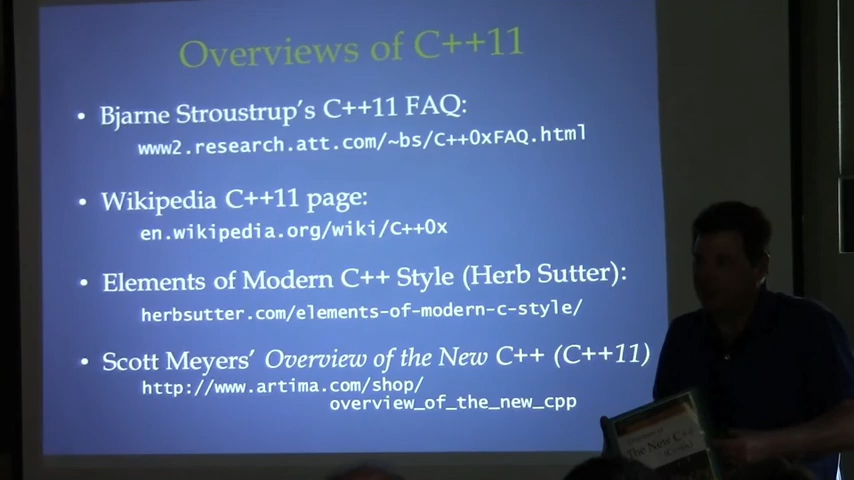 Overviews of C++11
• Bjarne Stroustrup's C++11 FAQ:
www2.research.att.com/~bs/C++0xFAQ.html
• Wikipedia C++11 page:
en.wikipedia.org/wiki/C++0x
• Elements of Modern C++ Style (Herb Sutter):
herbsutter.com/elements-of-modern-c-style/
• Scott Meyers' Overview of the New C++ (C++11)
http://www.artima.com/shop/
overview_of_the_new_cpp
The New C++